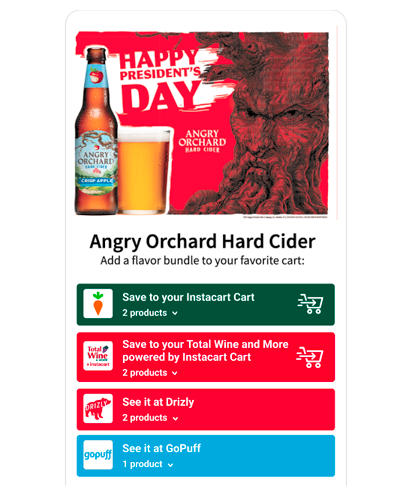 HAPPY
PRESIDENT'S
DAY
ANGRY
ORCHARD
HARD CIDER
ANGRY
ORCHARD
HARD CIDER
CRISP APPLE
Angry Orchard Hard Cider
Add a flavor bundle to your favorite cart:
Save to your Instacart Cart
2 products
Total
Wine
& MORE
instacart
Save to your Total Wine and More
powered by Instacart Cart
2 products
DRIZLY
See it at Drizly
2 products
gopuff
See it at GoPuff
1 product